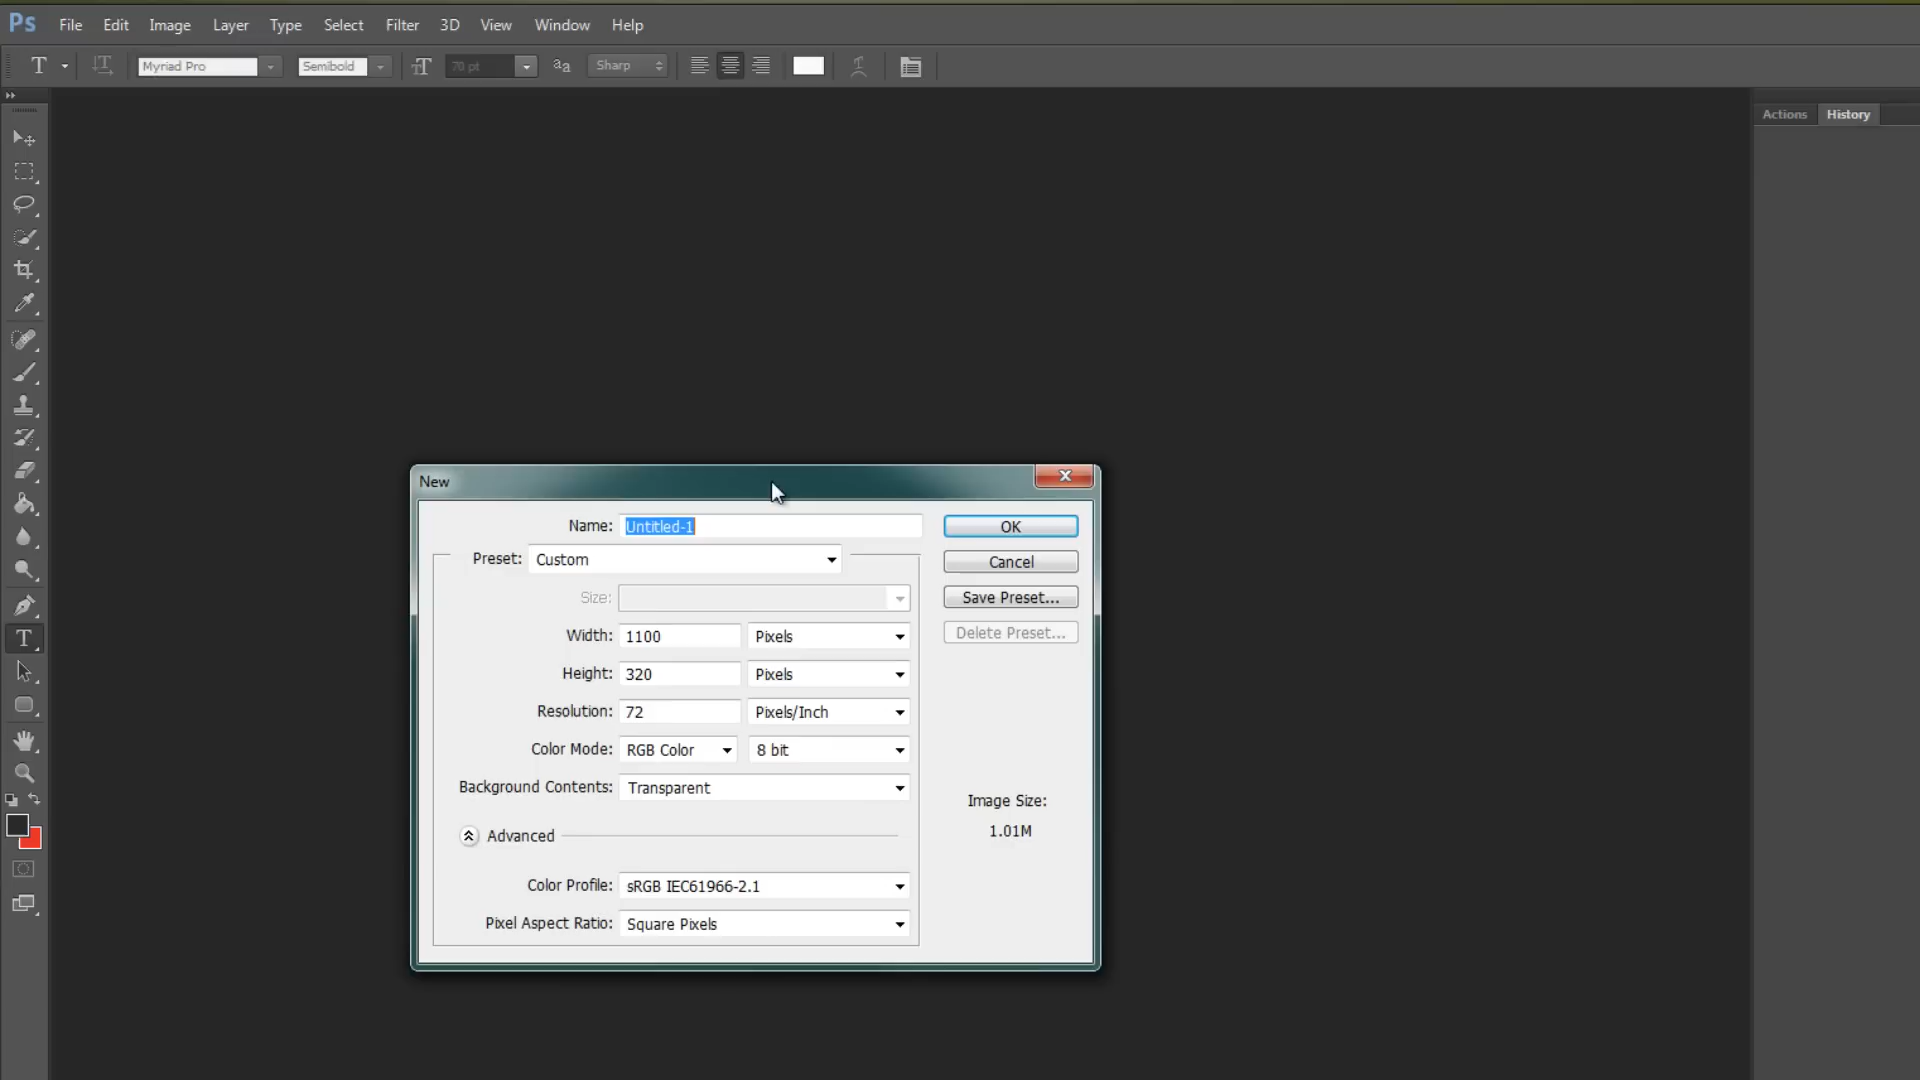 Ps File Edit Image Layer Type Select Filter 3D View Window Help
T Myriad Pro Semibold 70 pt aa Sharp
Actions History
New
Name: Untitled-1 OK
Preset: Custom Cancel
Size: Save Preset...
Width: 1100 Pixels Delete Preset...
Height: 320 Pixels
Resolution: 72 Pixels/Inch
Color Mode: RGB Color 8 bit
Background Contents: Transparent
Image Size:
1.01M
Advanced
Color Profile: sRGB IEC61966-2.1
Pixel Aspect Ratio: Square Pixels